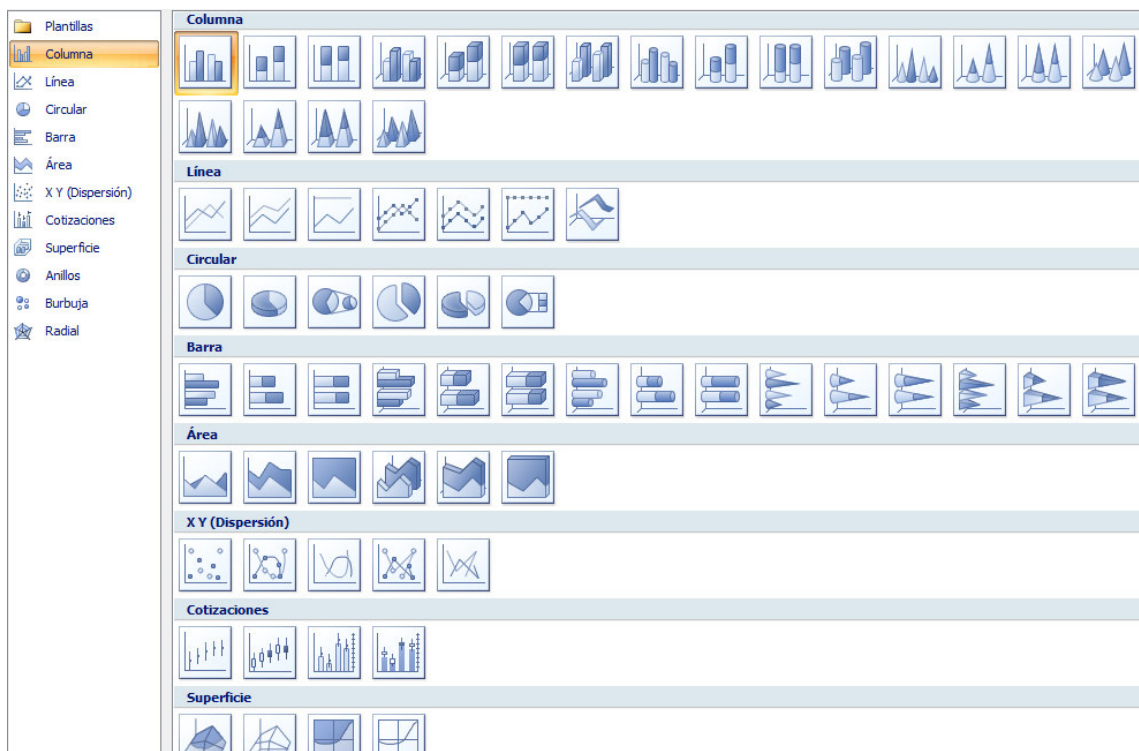 Plantillas
Columna
Línea
Circular
Barra
Área
X Y (Dispersión)
Cotizaciones
Superficie
Anillos
Burbuja
Radial
Columna
Línea
Circular
Barra
Área
X Y (Dispersión)
Cotizaciones
Superficie